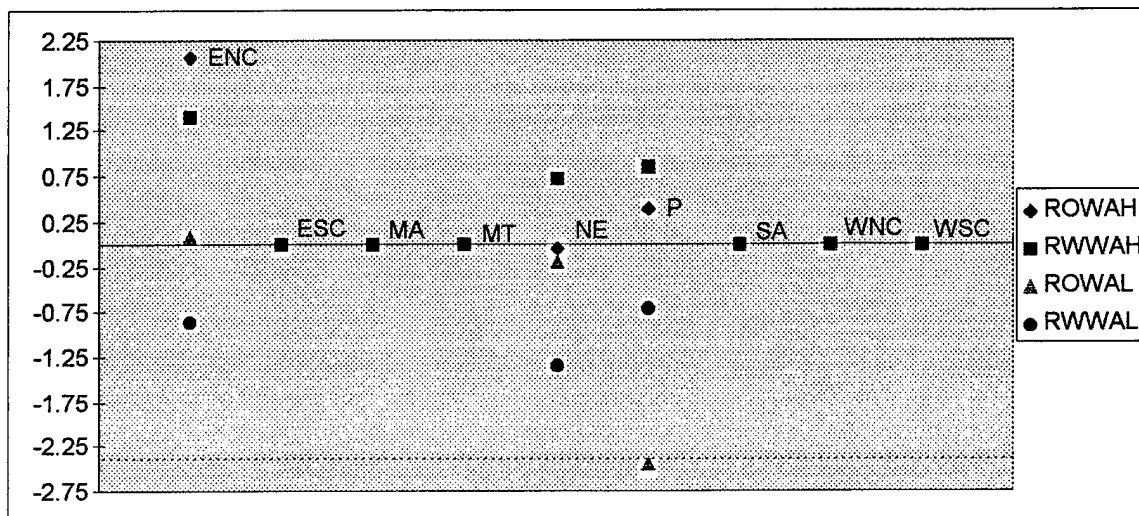 2.25
1.75
1.25
0.75
0.25
-0.25
-0.75
-1.25
-1.75
-2.25
-2.75
ENC
ESC
MA
MT
NE
P
SA
WNC
WSC
ROWAH
RWWAH
ROWAL
RWWAL